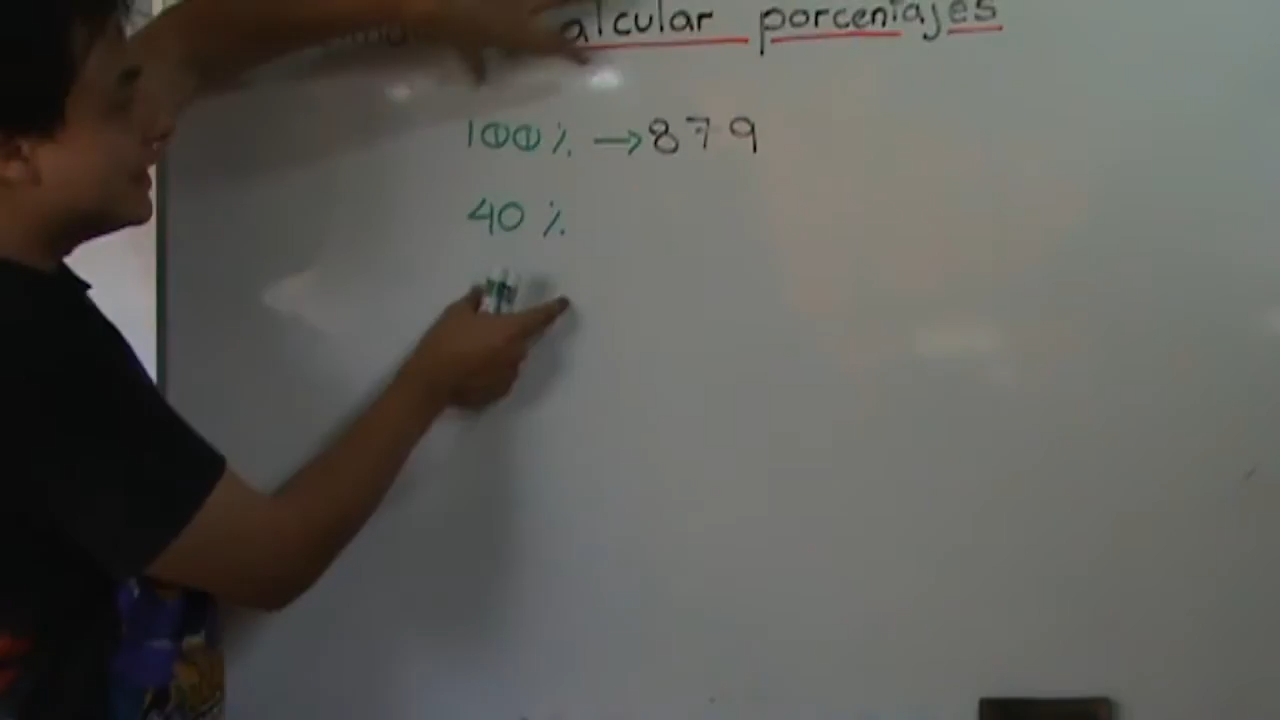 alcular porcentajes
100% → 879
40 %